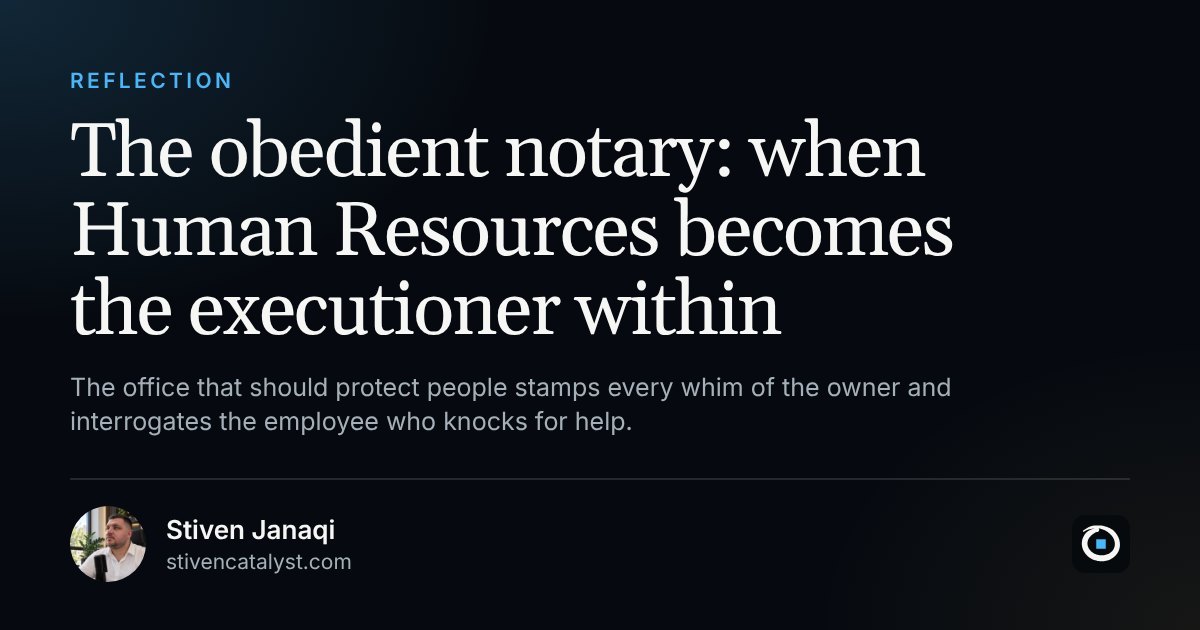 REFLECTION
The obedient notary: when
Human Resources becomes
the executioner within
The office that should protect people stamps every whim of the owner and
interrogates the employee who knocks for help.
Stiven Janaqi
stivencatalyst.com